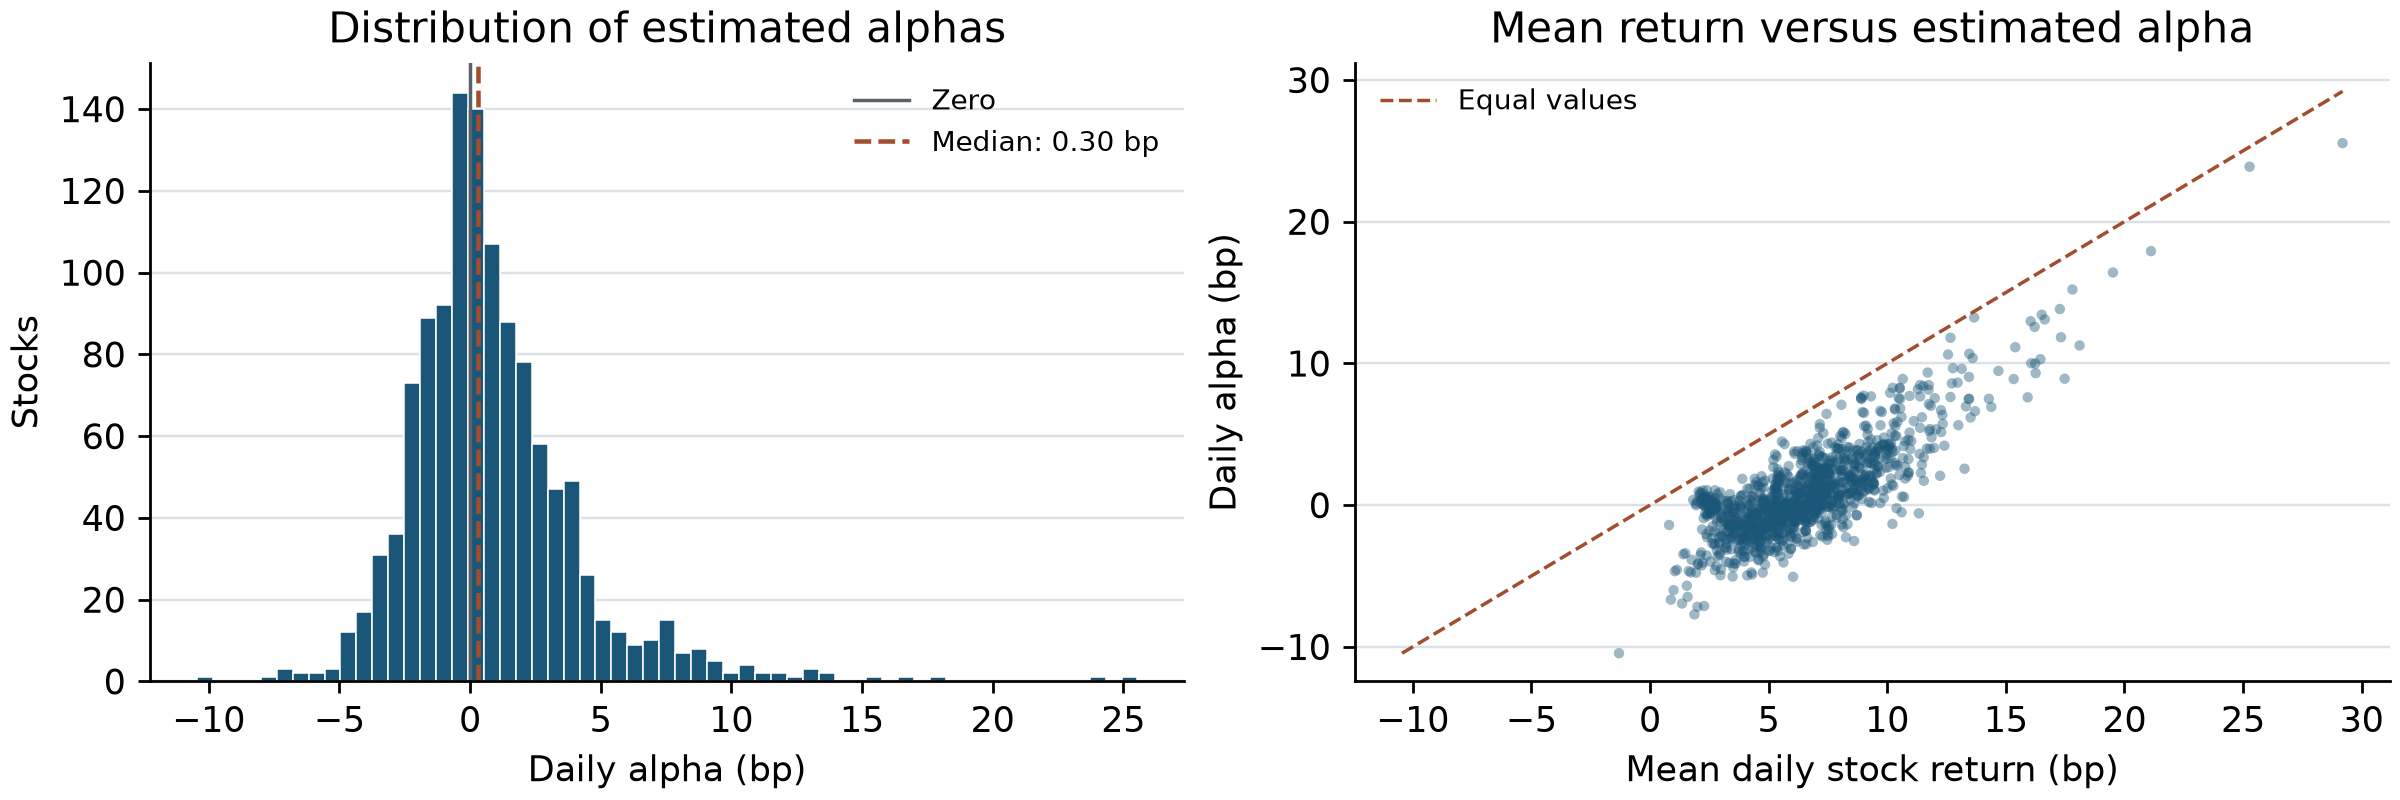 Distribution of estimated alphas
Stocks
140
120
100
80
60
40
20
0
−10 −5 0 5 10 15 20 25
Daily alpha (bp)
Zero
Median: 0.30 bp
Mean return versus estimated alpha
Daily alpha (bp)
30
20
10
0
−10
−10 −5 0 5 10 15 20 25 30
Mean daily stock return (bp)
Equal values